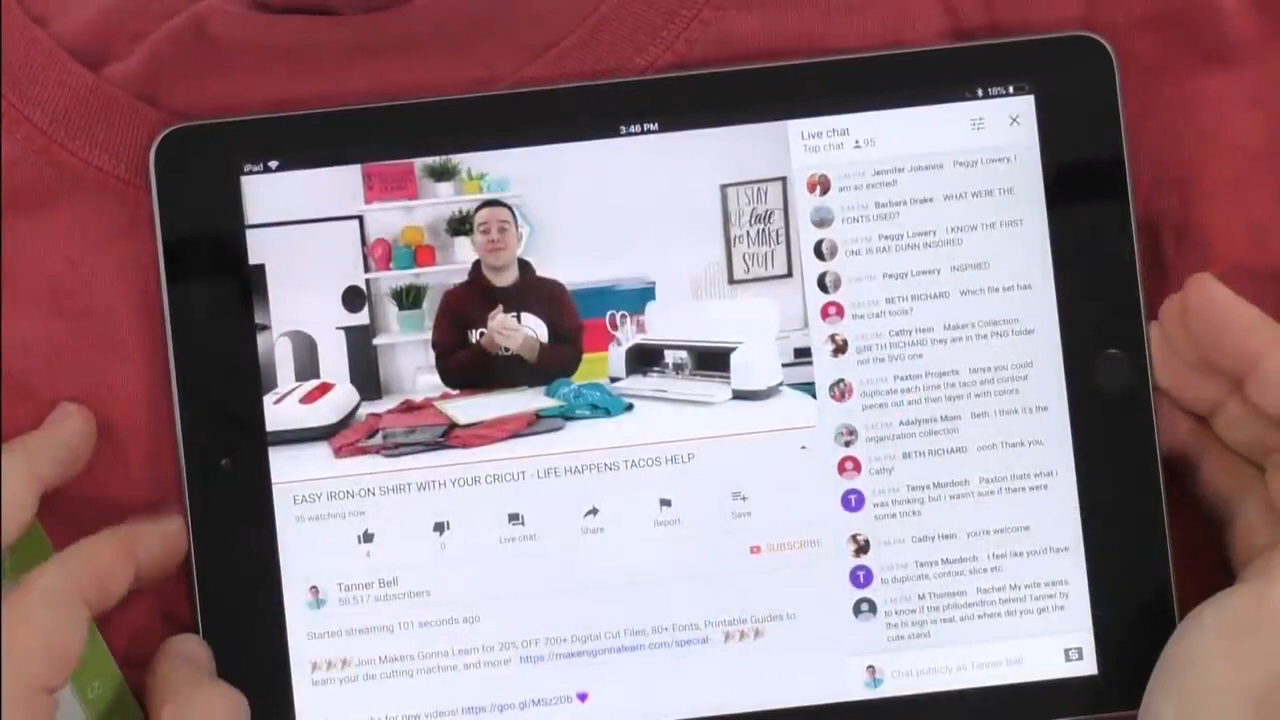 iPad
3:46 PM
18%
hi
I STAY
UP late
to MAKE
STUFF
EASY IRON-ON SHIRT WITH YOUR CRICUT - LIFE HAPPENS TACOS HELP
95 watching now
4
0
Live chat
Share
Report
Save
SUBSCRIBE
Tanner Bell
58,517 subscribers
Started streaming 101 seconds ago
Join Makers Gonna Learn for 20% OFF 700+ Digital Cut Files, 80+ Fonts, Printable Guides to
learn your die cutting machine, and more! https://makersgonnalearn.com/special-
for new videos! https://goo.gl/MSz2Db
Live chat
Top chat 95
Jennifer Johanns Peggy Lowery, I
am so excited!
Barbara Drake WHAT WERE THE
FONTS USED?
Peggy Lowery I KNOW THE FIRST
ONE IS RAE DUNN INSOIRED
Peggy Lowery INSPIRED
BETH RICHARD Which file set has
the craft tools?
Cathy Hein Maker's Collection
@BETH RICHARD they are in the PNG folder
not the SVG one
Paxton Projects tanya you could
duplicate each time the taco and contour
pieces out and then layer it with colors
Adalynns Mom Beth. I think it's the
organization collection
BETH RICHARD oooh Thank you,
Cathy!
T
Tanya Murdoch Paxton thats what i
was thinking, but i wasn't sure if there were
some tricks
Cathy Hein you're welcome
T
Tanya Murdoch I feel like you'd have
to duplicate, contour, slice etc
M Thomson Rachel! My wife wants
to know if the philodendron behind Tanner by
the hi sign is real, and where did you get the
cute stand
Chat publicly as Tanner Bell
$
LT.